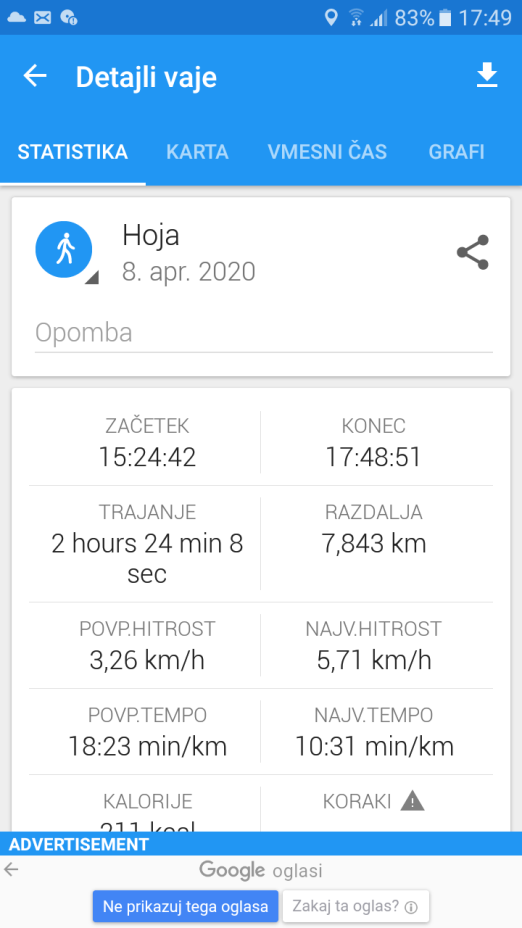 83% 17:49
Detajli vaje
STATISTIKA KARTA VMESNI ČAS GRAFI
Hoja
8. apr. 2020
Opomba
ZAČETEK KONEC
15:24:42 17:48:51
TRAJANJE RAZDALJA
2 hours 24 min 8 7,843 km
sec
POVP.HITROST NAJV.HITROST
3,26 km/h 5,71 km/h
POVP.TEMPO NAJV.TEMPO
18:23 min/km 10:31 min/km
KALORIJE KORAKI
211 kcal
ADVERTISEMENT
Google oglasi
Ne prikazuj tega oglasa Zakaj ta oglas?